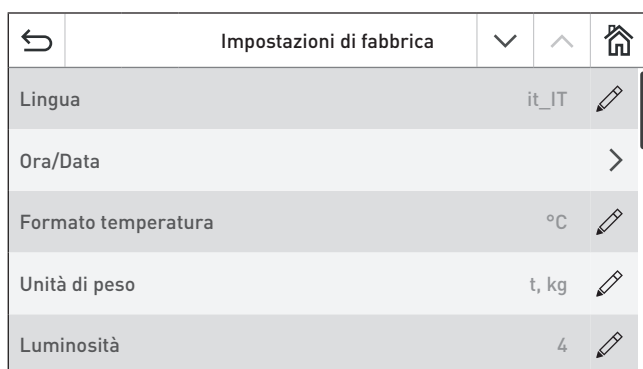 Impostazioni di fabbrica
Lingua it_IT
Ora/Data
Formato temperatura °C
Unità di peso t, kg
Luminosità 4